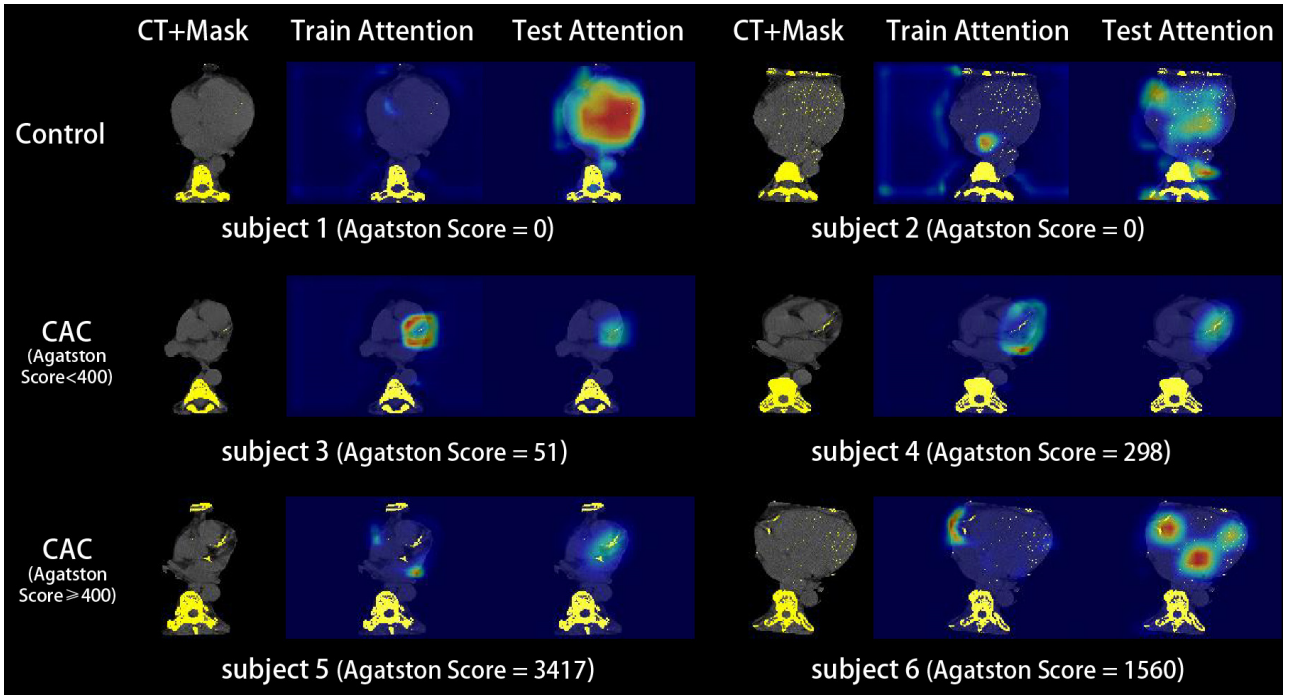 CT+Mask Train Attention Test Attention CT+Mask Train Attention Test Attention
Control
subject 1 (Agatston Score = 0) subject 2 (Agatston Score = 0)
CAC
(Agatston
Score<400)
subject 3 (Agatston Score = 51) subject 4 (Agatston Score = 298)
CAC
(Agatston
Score⩾400)
subject 5 (Agatston Score = 3417) subject 6 (Agatston Score = 1560)